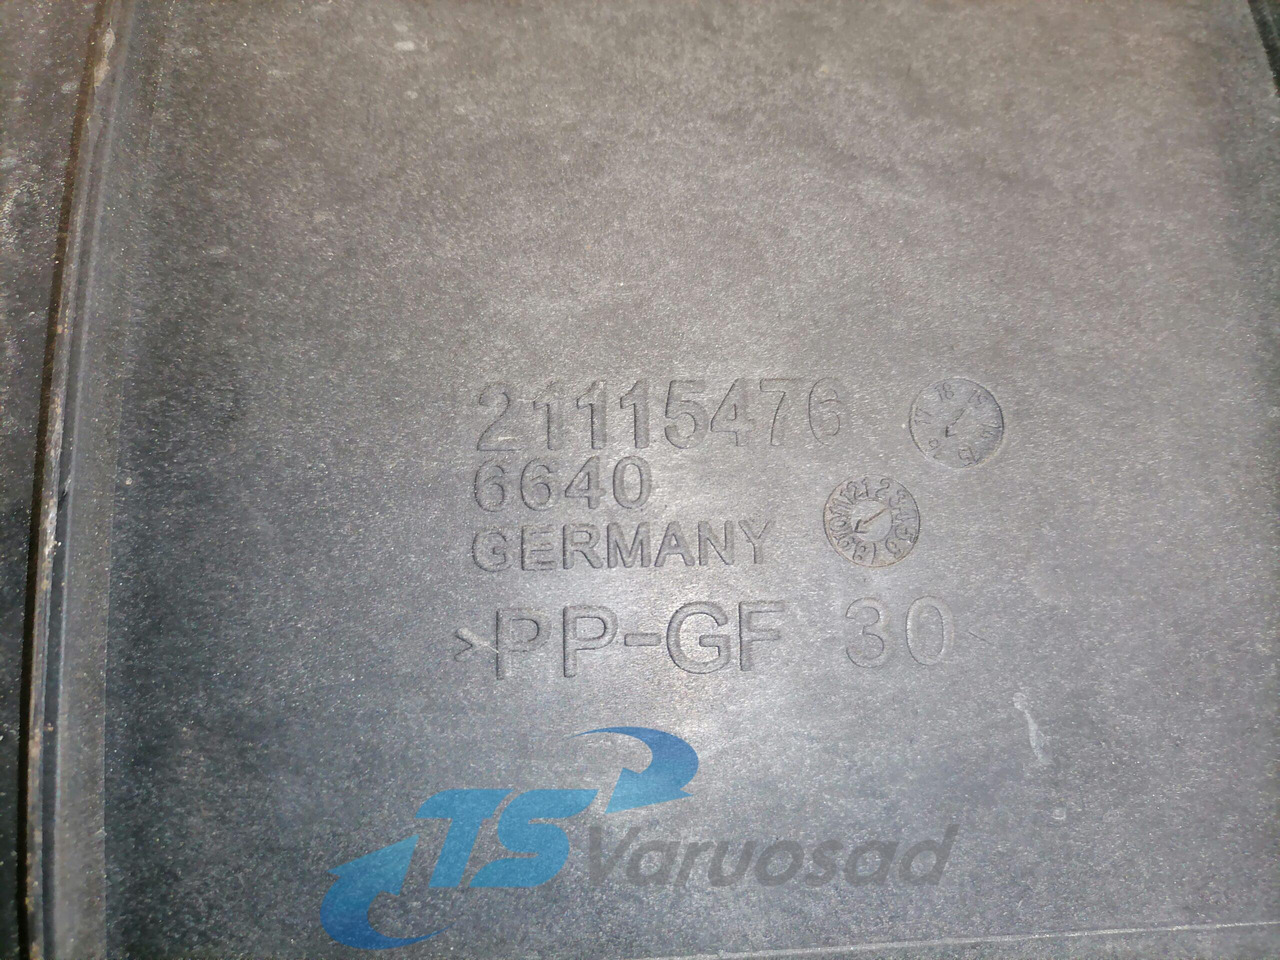 21115476
6640
GERMANY
>PP-GF 30<
TS Varuosad